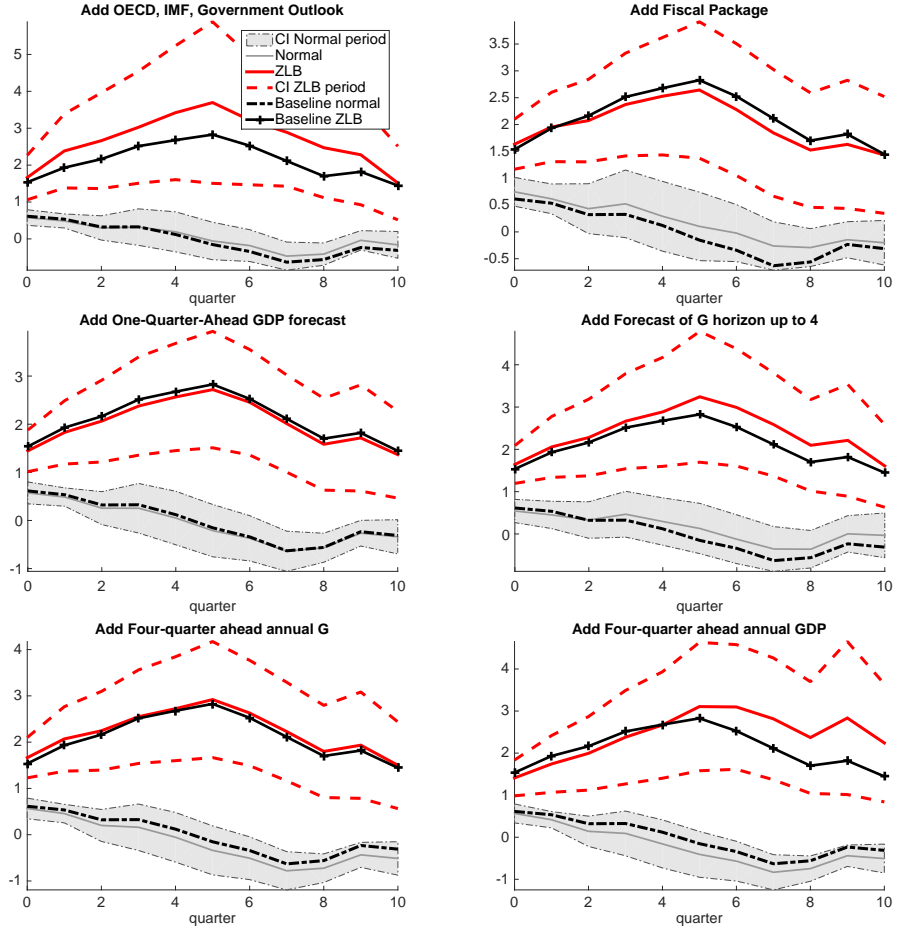 Add OECD, IMF, Government Outlook
5
4
3
2
1
0
0 2 4 6 8 10
quarter
CI Normal period
Normal
ZLB
CI ZLB period
Baseline normal
Baseline ZLB
Add Fiscal Package
3.5
3
2.5
2
1.5
1
0.5
0
-0.5
0 2 4 6 8 10
quarter
Add One-Quarter-Ahead GDP forecast
3
2
1
0
-1
0 2 4 6 8 10
quarter
Add Forecast of G horizon up to 4
4
3
2
1
0
0 2 4 6 8 10
quarter
Add Four-quarter ahead annual G
4
3
2
1
0
-1
0 2 4 6 8 10
quarter
Add Four-quarter ahead annual GDP
4
3
2
1
0
-1
0 2 4 6 8 10
quarter